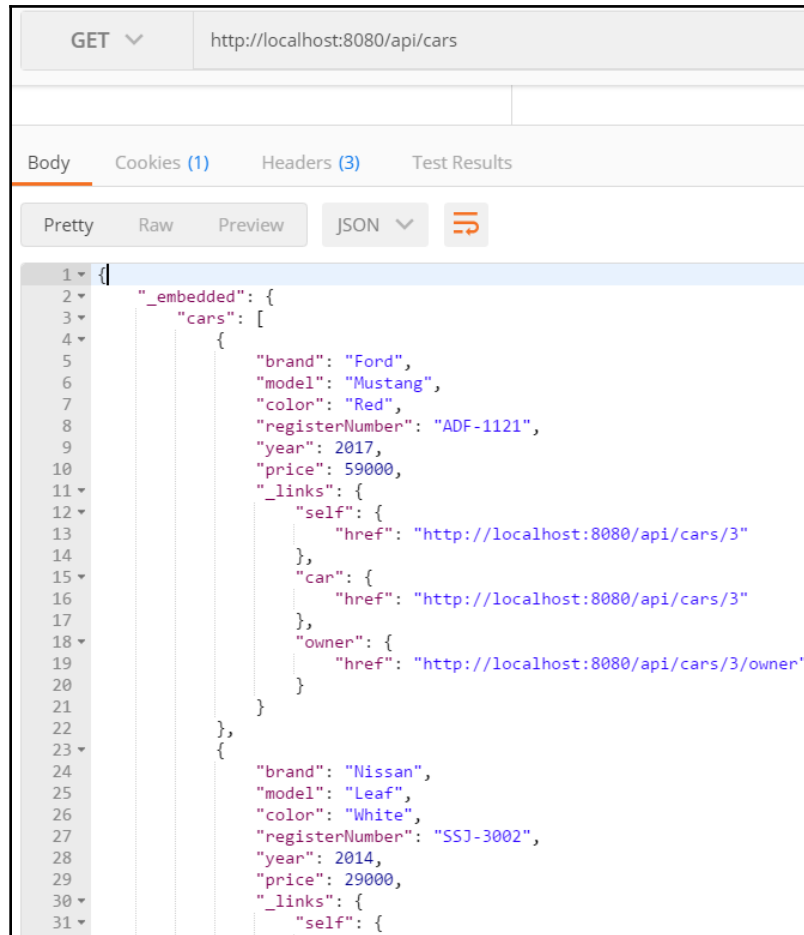 GET http://localhost:8080/api/cars
Body Cookies (1) Headers (3) Test Results
Pretty Raw Preview JSON
1 {
2 "_embedded": {
3 "cars": [
4 {
5 "brand": "Ford",
6 "model": "Mustang",
7 "color": "Red",
8 "registerNumber": "ADF-1121",
9 "year": 2017,
10 "price": 59000,
11 "_links": {
12 "self": {
13 "href": "http://localhost:8080/api/cars/3"
14 },
15 "car": {
16 "href": "http://localhost:8080/api/cars/3"
17 },
18 "owner": {
19 "href": "http://localhost:8080/api/cars/3/owner"
20 }
21 }
22 },
23 {
24 "brand": "Nissan",
25 "model": "Leaf",
26 "color": "White",
27 "registerNumber": "SSJ-3002",
28 "year": 2014,
29 "price": 29000,
30 "_links": {
31 "self": {